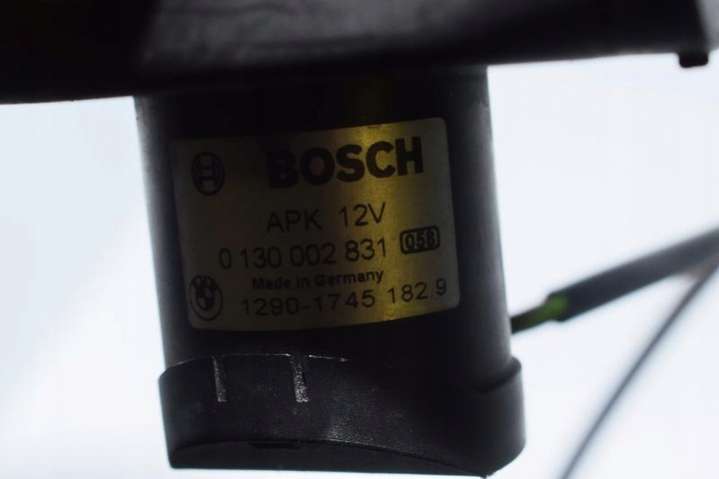 BOSCH
APK 12V
0 130 002 831 058
Made in Germany
1290-1745 182.9